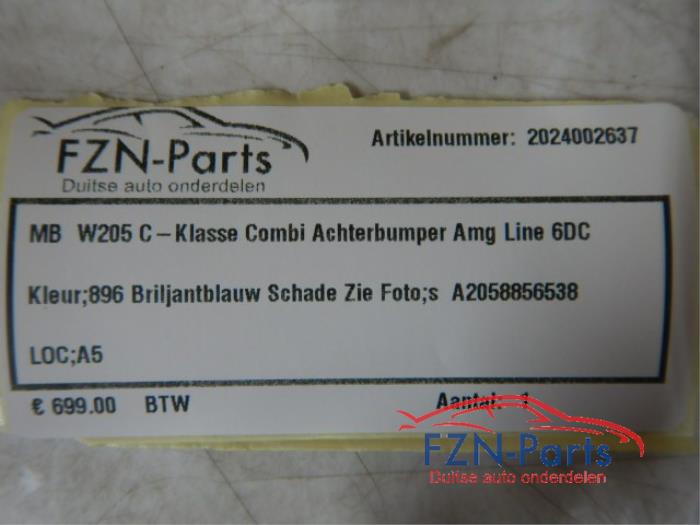 FZN-Parts
Duitse auto onderdelen
Artikelnummer: 2024002637
MB W205 C-Klasse Combi Achterbumper Amg Line 6DC
Kleur;896 Briljantblauw Schade Zie Foto;s A2058856538
LOC;A5
€ 699.00 BTW Aantal: 1
FZN-Parts
Duitse auto onderdelen